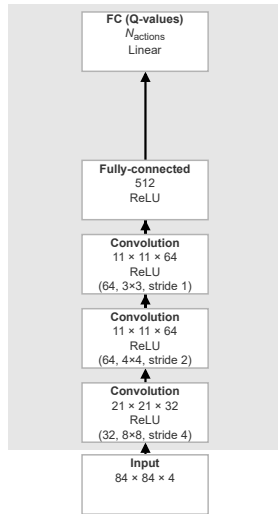 FC (Q-values)
N_actions
Linear
Fully-connected
512
ReLU
Convolution
11 × 11 × 64
ReLU
(64, 3×3, stride 1)
Convolution
11 × 11 × 64
ReLU
(64, 4×4, stride 2)
Convolution
21 × 21 × 32
ReLU
(32, 8×8, stride 4)
Input
84 × 84 × 4